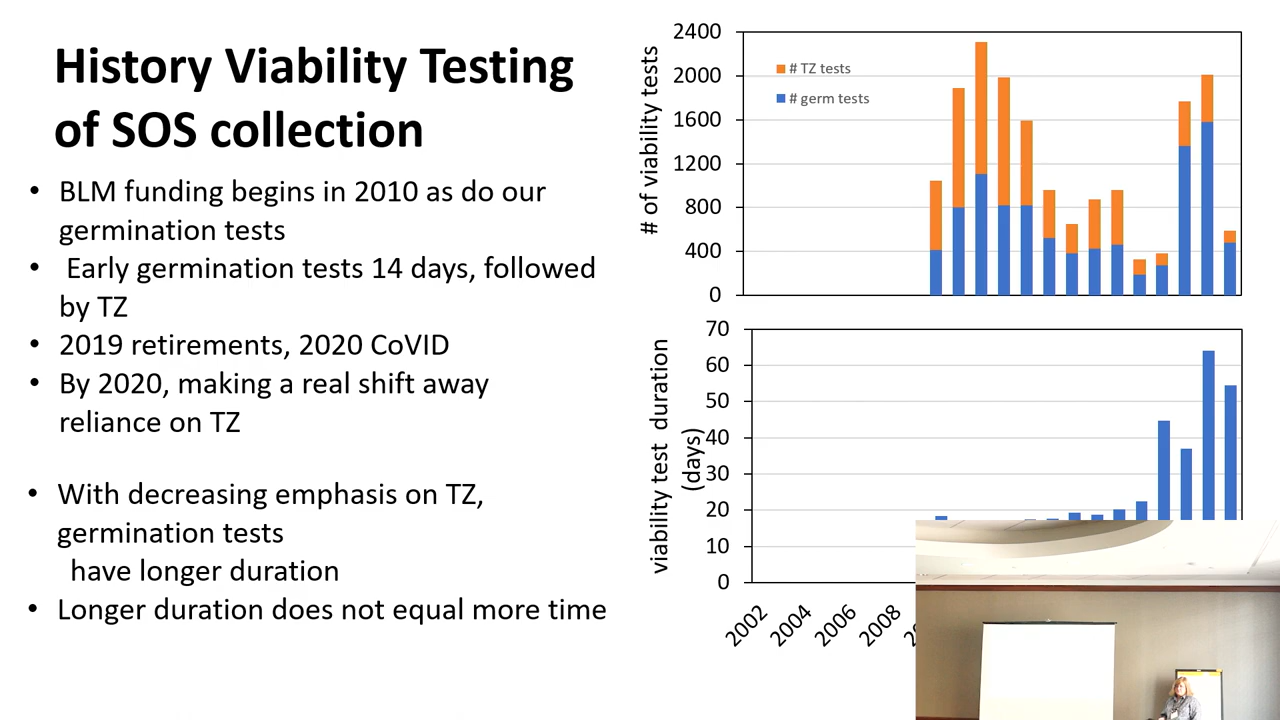 History Viability Testing
of SOS collection
• BLM funding begins in 2010 as do our
germination tests
• Early germination tests 14 days, followed
by TZ
• 2019 retirements, 2020 CoVID
• By 2020, making a real shift away
reliance on TZ
• With decreasing emphasis on TZ,
germination tests
have longer duration
• Longer duration does not equal more time
# of viability tests
2400
2000
1600
1200
800
400
0
# TZ tests
# germ tests
viability test duration
(days)
70
60
50
40
30
20
10
0
2002
2004
2006
2008